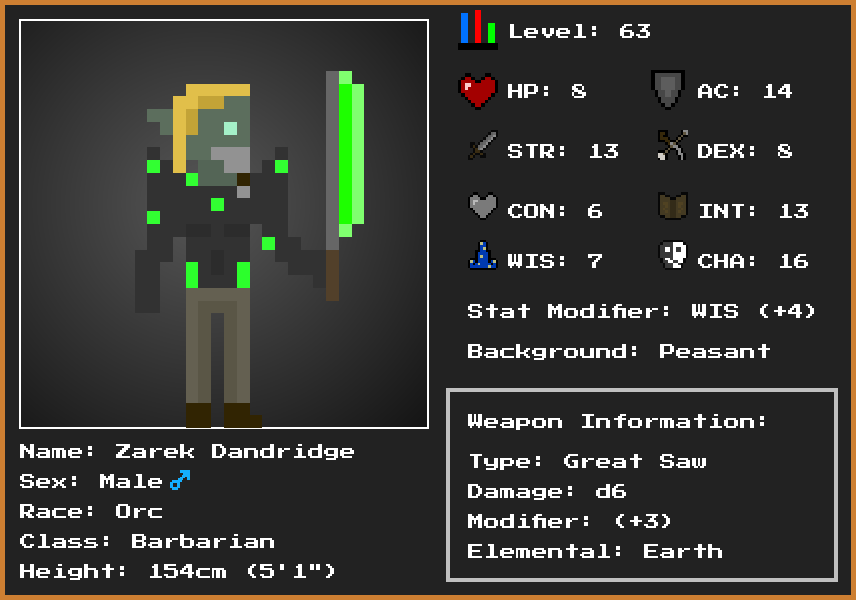 Level: 63
HP: 8 AC: 14
STR: 13 DEX: 8
CON: 6 INT: 13
WIS: 7 CHA: 16
Stat Modifier: WIS (+4)
Background: Peasant
Weapon Information:
Type: Great Saw
Damage: d6
Modifier: (+3)
Elemental: Earth
Name: Zarek Dandridge
Sex: Male♂
Race: Orc
Class: Barbarian
Height: 154cm (5'1")